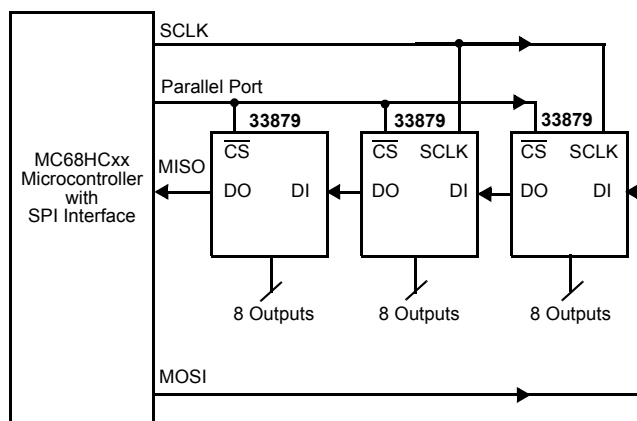 SCLK
Parallel Port
33879
33879
33879
MC68HCxx
Microcontroller
with
SPI Interface
MISO
CS
DO
DI
CS
SCLK
DO
DI
CS
SCLK
DO
DI
8 Outputs
8 Outputs
8 Outputs
MOSI